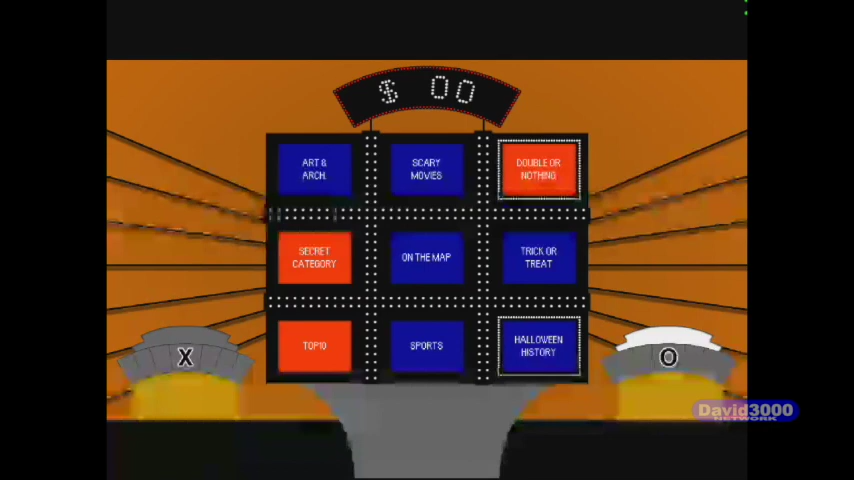 $ 00
ART &
ARCH.
SCARY
MOVIES
DOUBLE OR
NOTHING
SECRET
CATEGORY
ON THE MAP
TRICK OR
TREAT
TOP10
SPORTS
HALLOWEEN
HISTORY
X
O
David3000
NETWORK